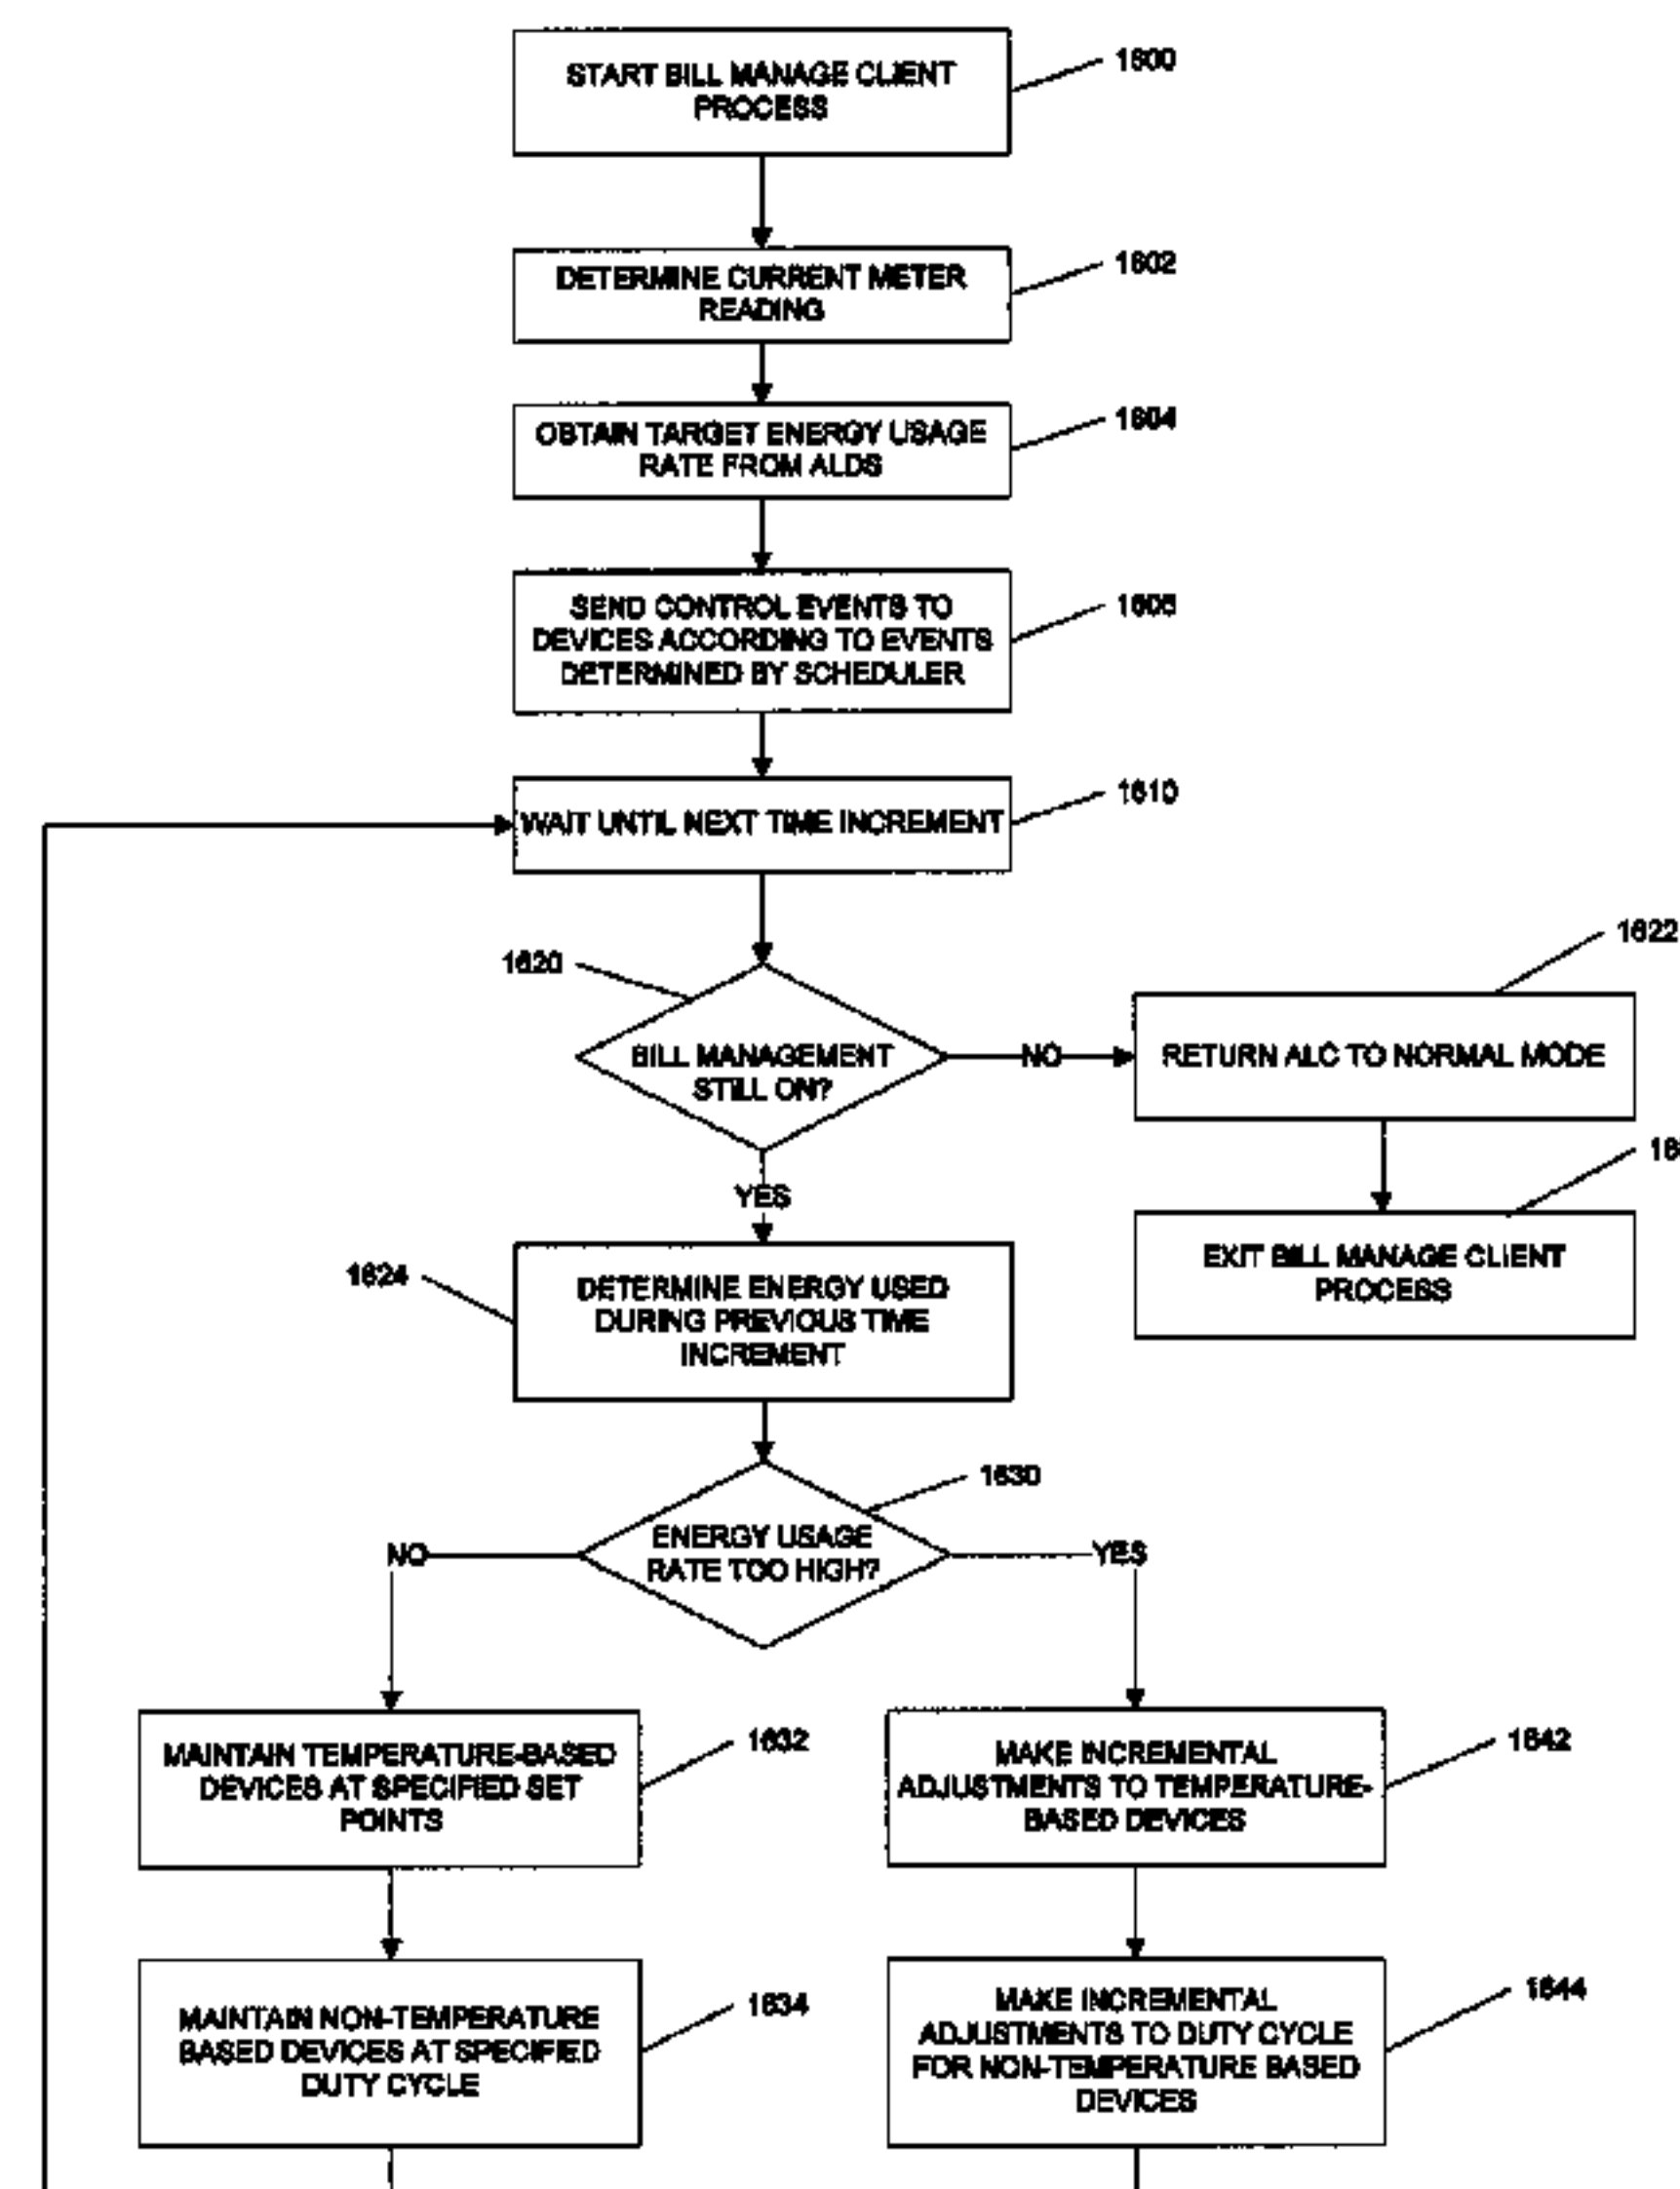 START BILL MANAGE CLIENT
PROCESS
1600
DETERMINE CURRENT METER
READING
1602
OBTAIN TARGET ENERGY USAGE
RATE FROM ALDS
1604
SEND CONTROL EVENTS TO
DEVICES ACCORDING TO EVENTS
DETERMINED BY SCHEDULER
WAIT UNTIL NEXT TIME INCREMENT
1610
1620
BILL MANAGEMENT
STILL ON?
NO
1622
RETURN ALC TO NORMAL MODE
YES
EXIT BILL MANAGE CLIENT
PROCESS
1624
DETERMINE ENERGY USED
DURING PREVIOUS TIME
INCREMENT
1630
ENERGY USAGE
RATE TOO HIGH?
NO
YES
MAINTAIN TEMPERATURE-BASED
DEVICES AT SPECIFIED SET
POINTS
1632
MAKE INCREMENTAL
ADJUSTMENTS TO TEMPERATURE-
BASED DEVICES
1642
MAINTAIN NON-TEMPERATURE
BASED DEVICES AT SPECIFIED
DUTY CYCLE
1634
MAKE INCREMENTAL
ADJUSTMENTS TO DUTY CYCLE
FOR NON-TEMPERATURE BASED
DEVICES
1644